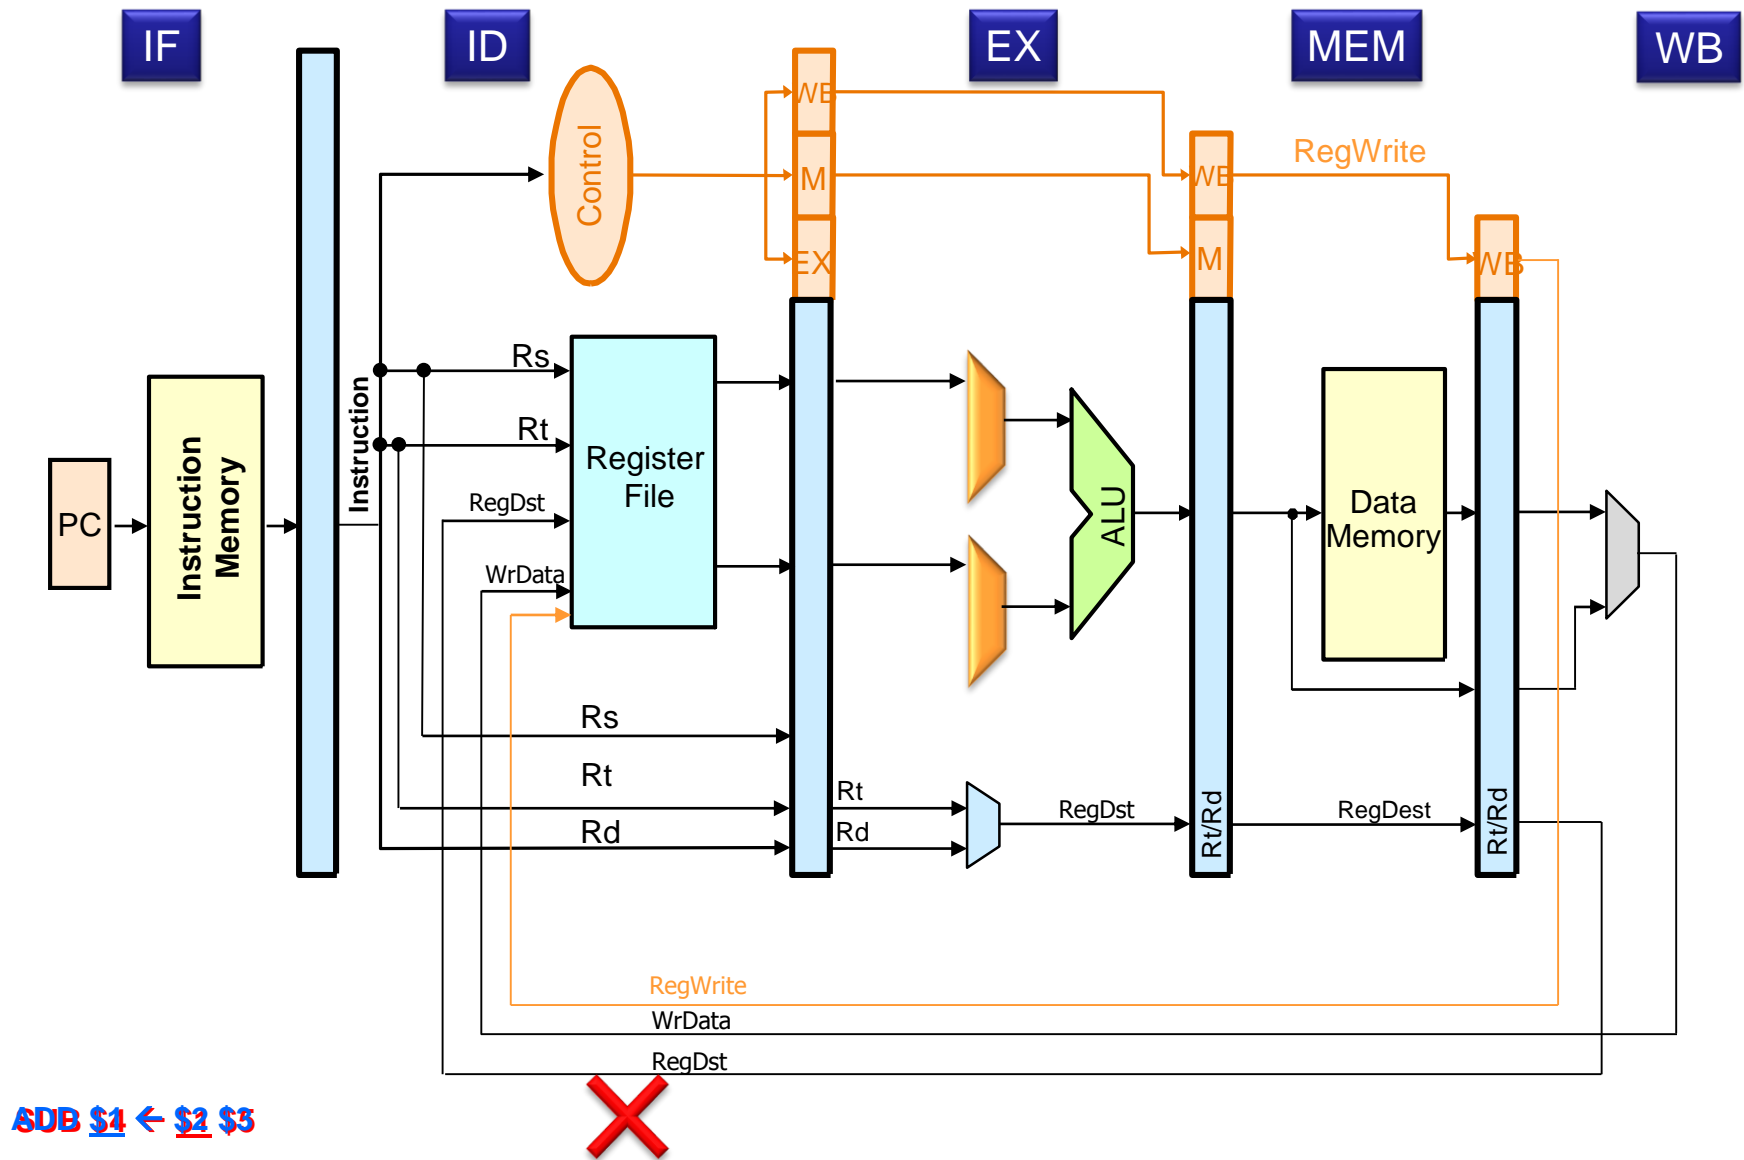 IF
ID
EX
MEM
WB
WB
M
EX
Control
WB
M
RegWrite
WB
Instruction
Rs
Rt
RegDst
WrData
Register
File
PC
Instruction
Memory
ALU
Data
Memory
Rs
Rt
Rd
Rt
Rd
RegDst
Rt/Rd
RegDest
Rt/Rd
RegWrite
WrData
RegDst